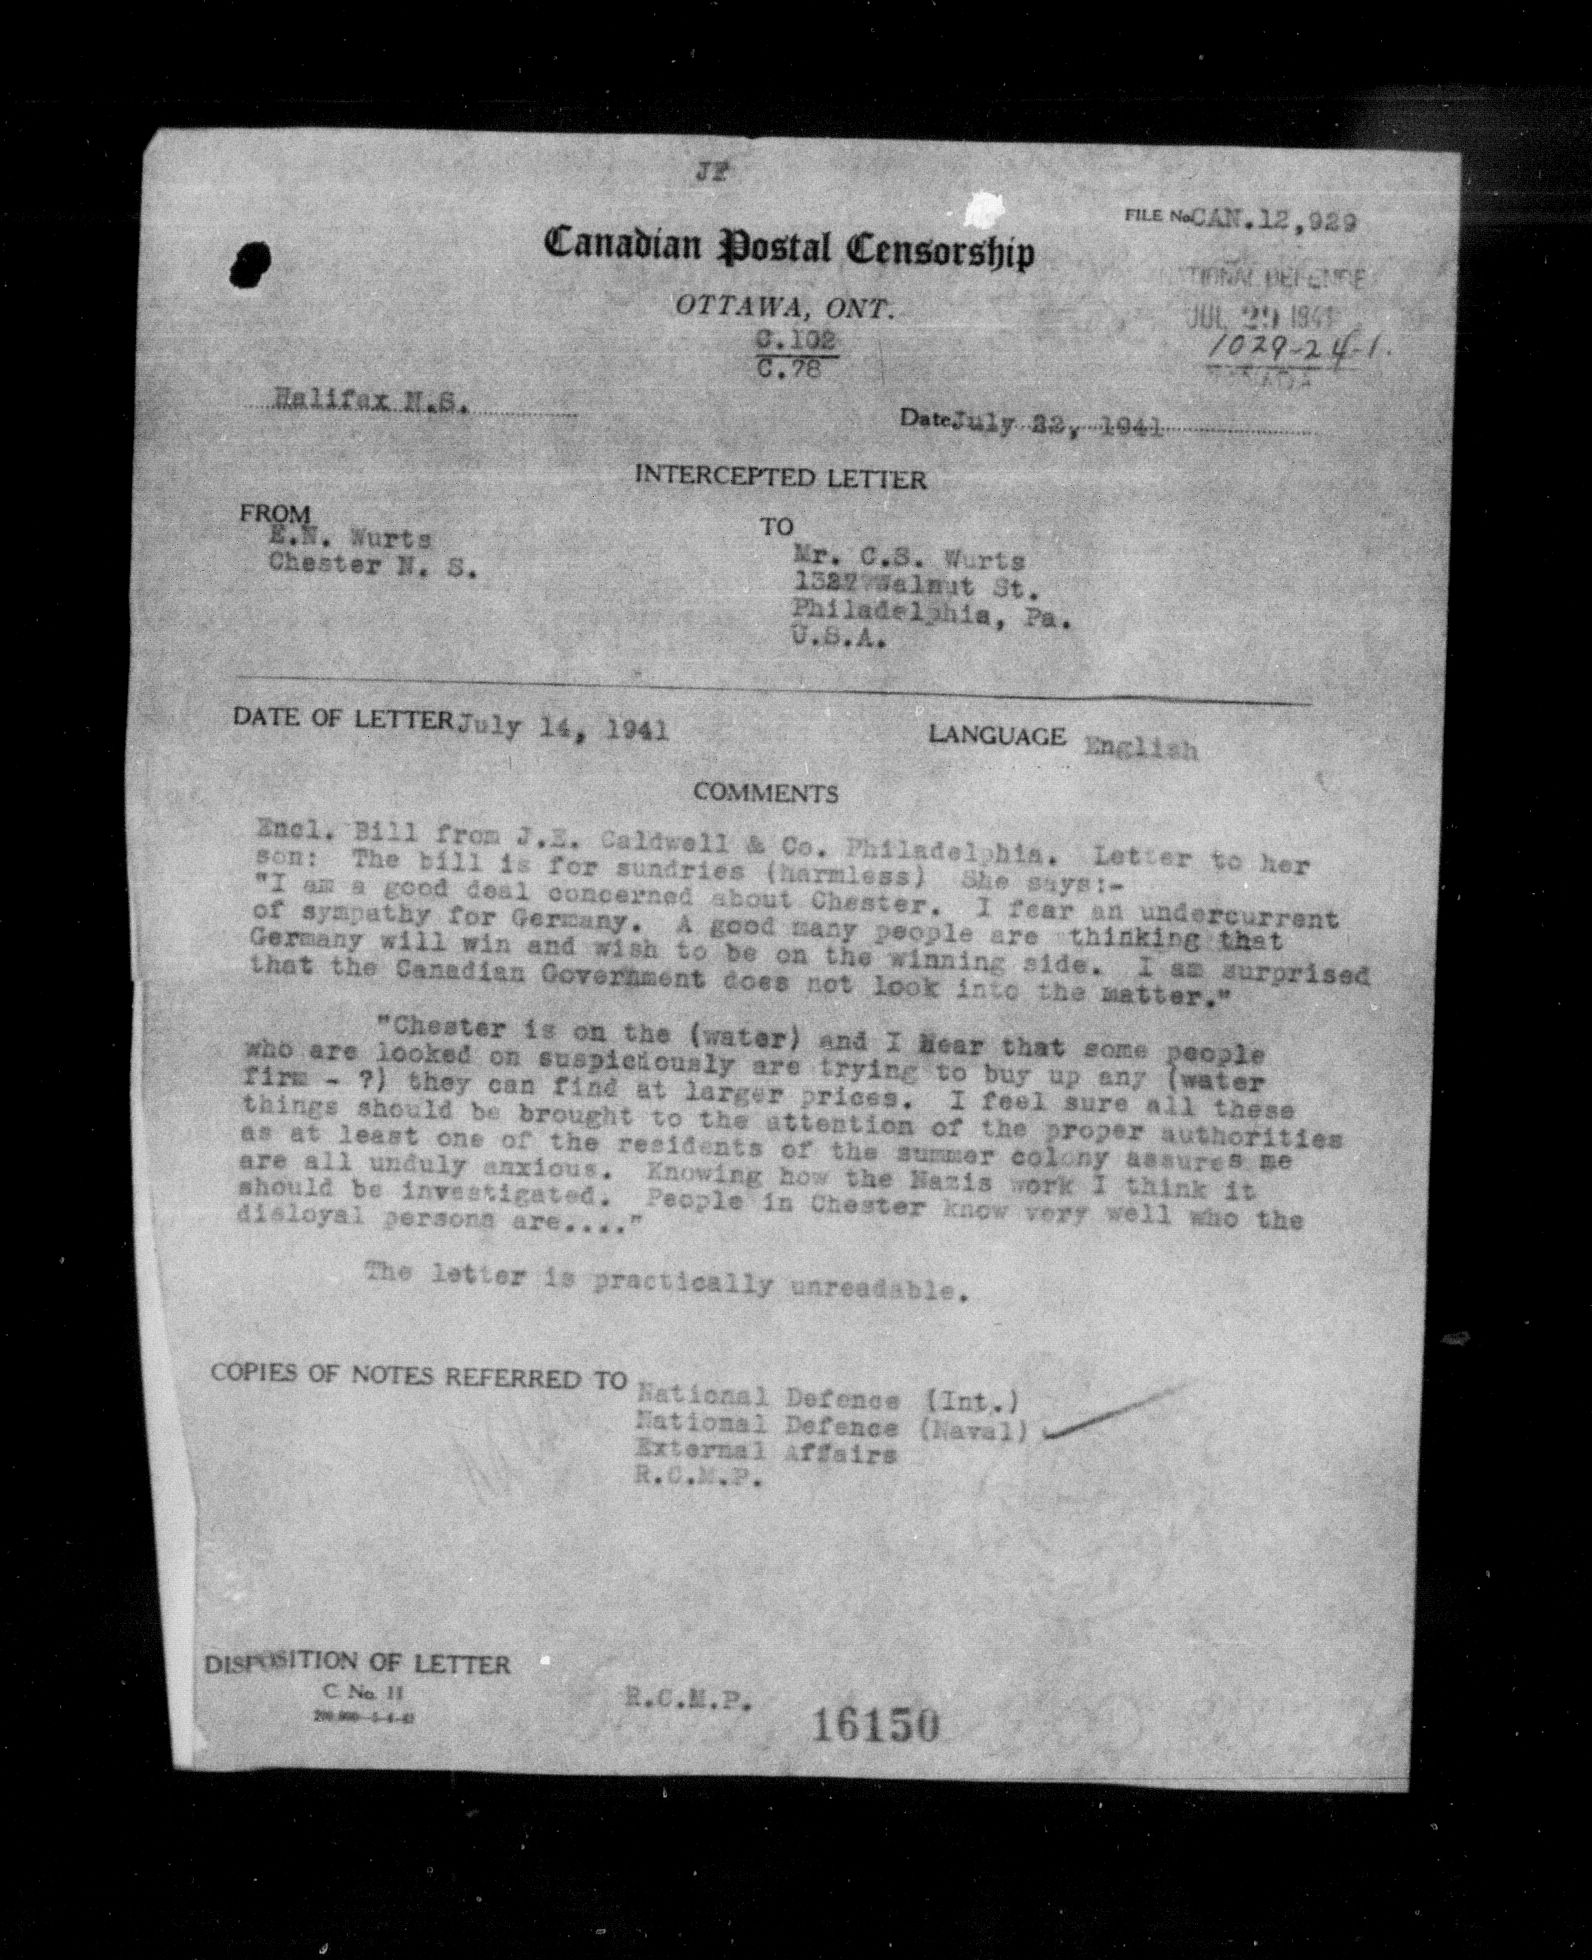 JF
FILE No. CAN.12,929
Canadian Postal Censorship
OTTAWA, ONT.
NATIONAL DEFENCE
JUL 29 1941
1029-24-1.
CANADA
C.102
C.78
Halifax N.S.
Date July 22, 1941
INTERCEPTED LETTER
FROM
E.N. Wurts
Chester N. S.
TO
Mr. C.S. Wurts
1327 Walnut St.
Philadelphia, Pa.
U.S.A.
DATE OF LETTER July 14, 1941
LANGUAGE English
COMMENTS
Encl. Bill from J.E. Caldwell & Co. Philadelphia. Letter to her
son: The bill is for sundries (harmless) She says:-
"I am a good deal concerned about Chester. I fear an undercurrent
of sympathy for Germany. A good many people are thinking that
Germany will win and wish to be on the winning side. I am surprised
that the Canadian Government does not look into the matter."
"Chester is on the (water) and I hear that some people
who are looked on suspiciously are trying to buy up any (water
firm - ?) they can find at larger prices. I feel sure all these
things should be brought to the attention of the proper authorities
as at least one of the residents of the summer colony assures me
are all unduly anxious. Knowing how the Nazis work I think it
should be investigated. People in Chester know very well who the
disloyal persons are...."
The letter is practically unreadable.
COPIES OF NOTES REFERRED TO
National Defence (Int.)
National Defence (Naval)
External Affairs
R.C.M.P.
DISPOSITION OF LETTER
C. No. 11
R.C.M.P.
16150